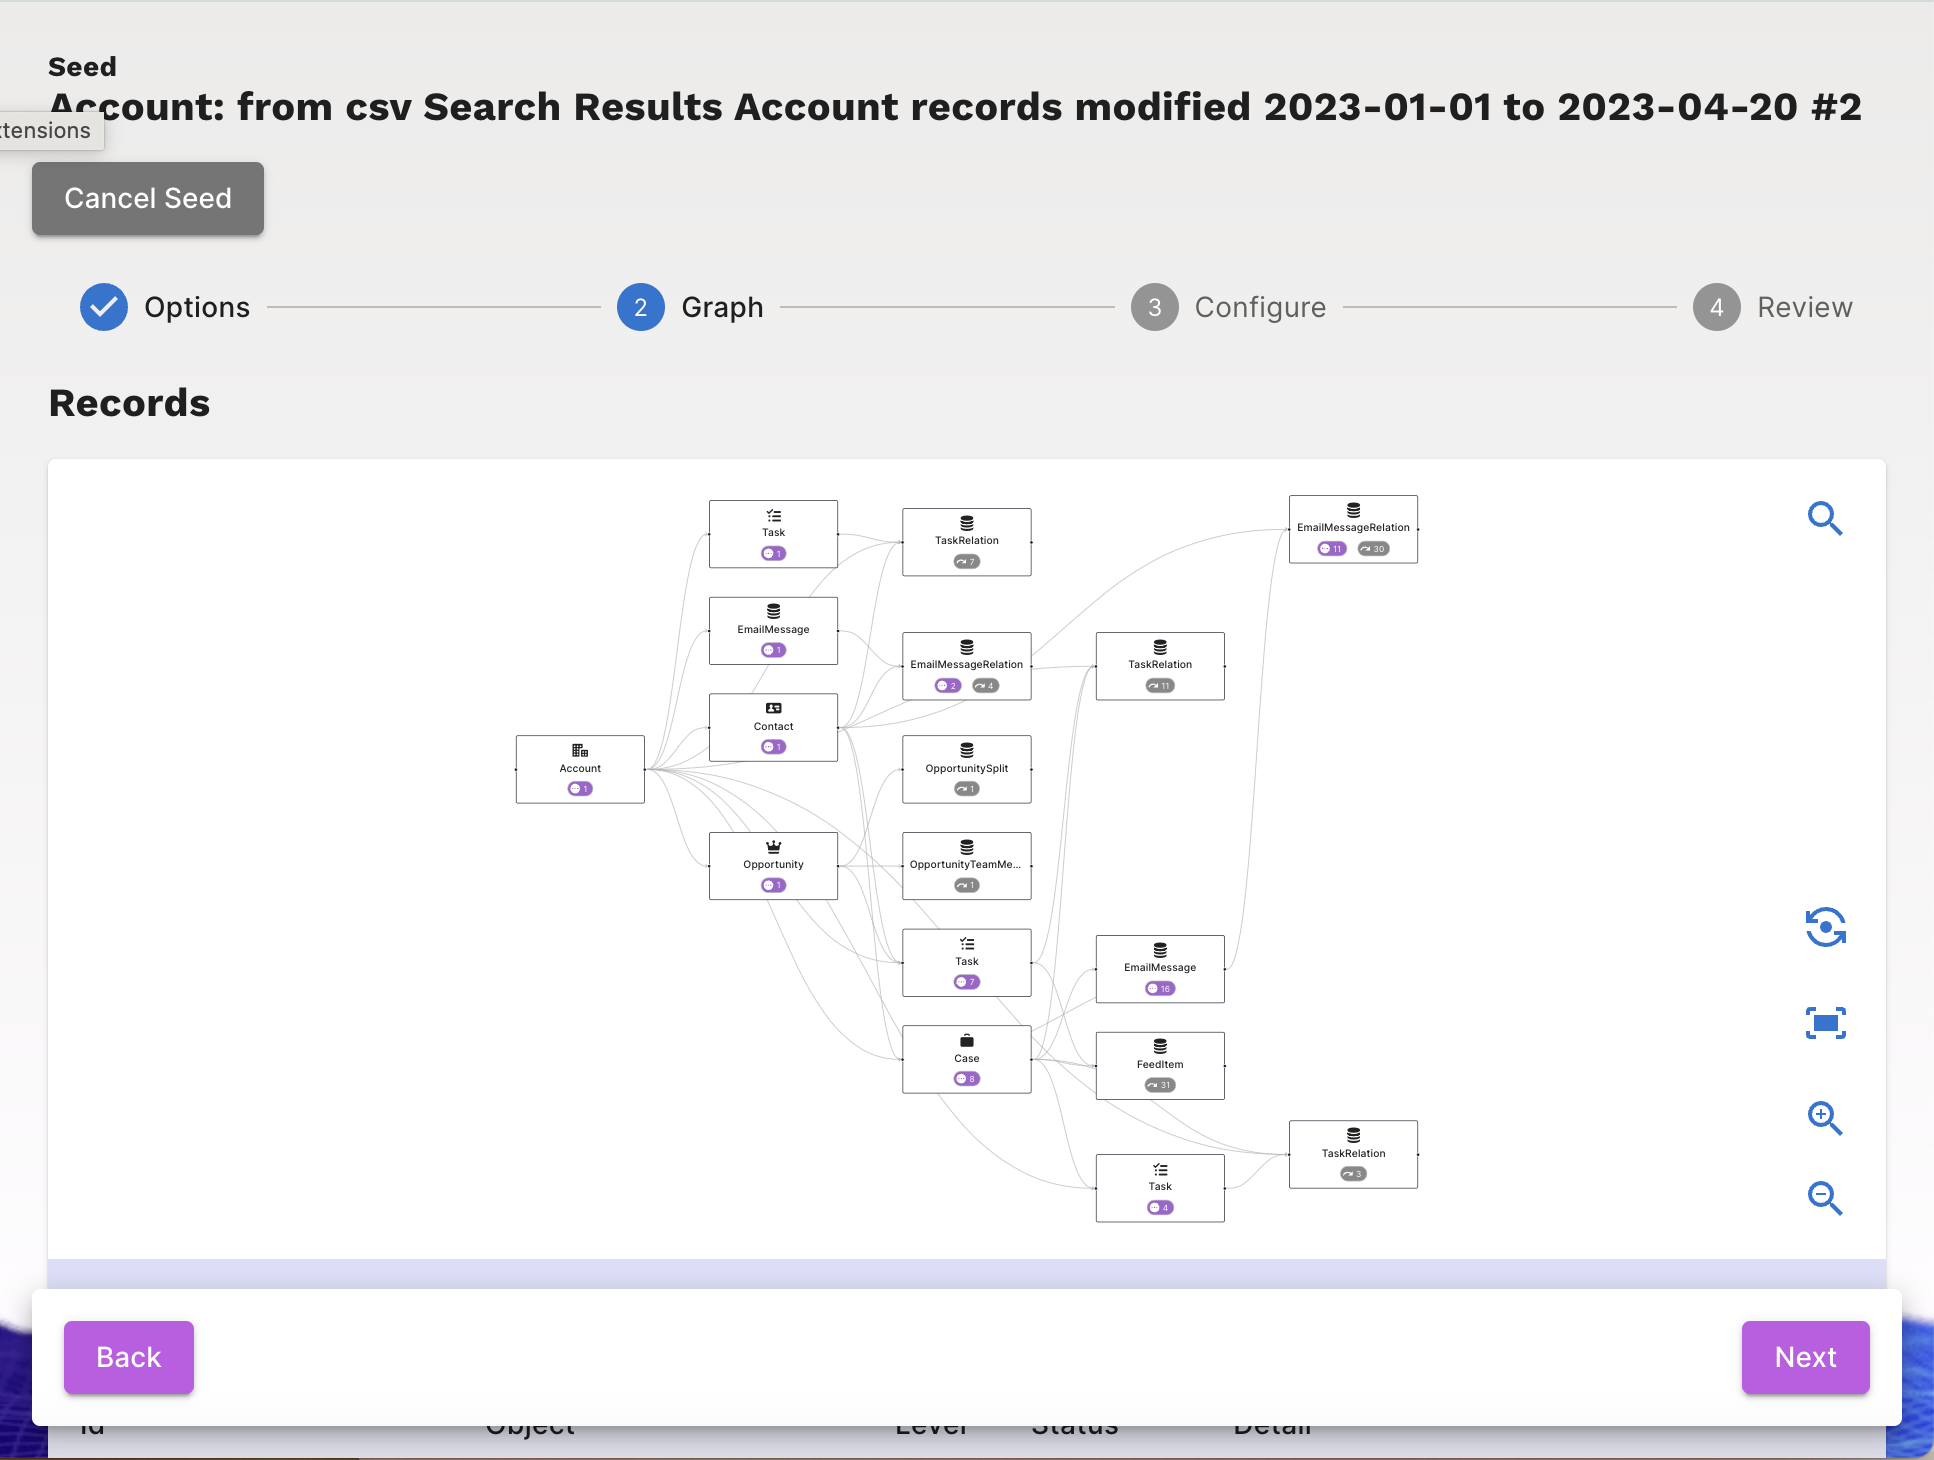 Seed
Account: from csv Search Results Account records modified 2023-01-01 to 2023-04-20 #2
tensions
Cancel Seed
Options
2 Graph
3 Configure
4 Review
Records
Task
1
TaskRelation
7
EmailMessageRelation
11 30
EmailMessage
1
EmailMessageRelation
2 4
TaskRelation
11
Contact
1
Account
1
OpportunitySplit
1
Opportunity
1
OpportunityTeamMe...
1
Task
7
EmailMessage
16
Case
8
FeedItem
31
TaskRelation
3
Task
4
Back
Next
Id Object Level Status Detail